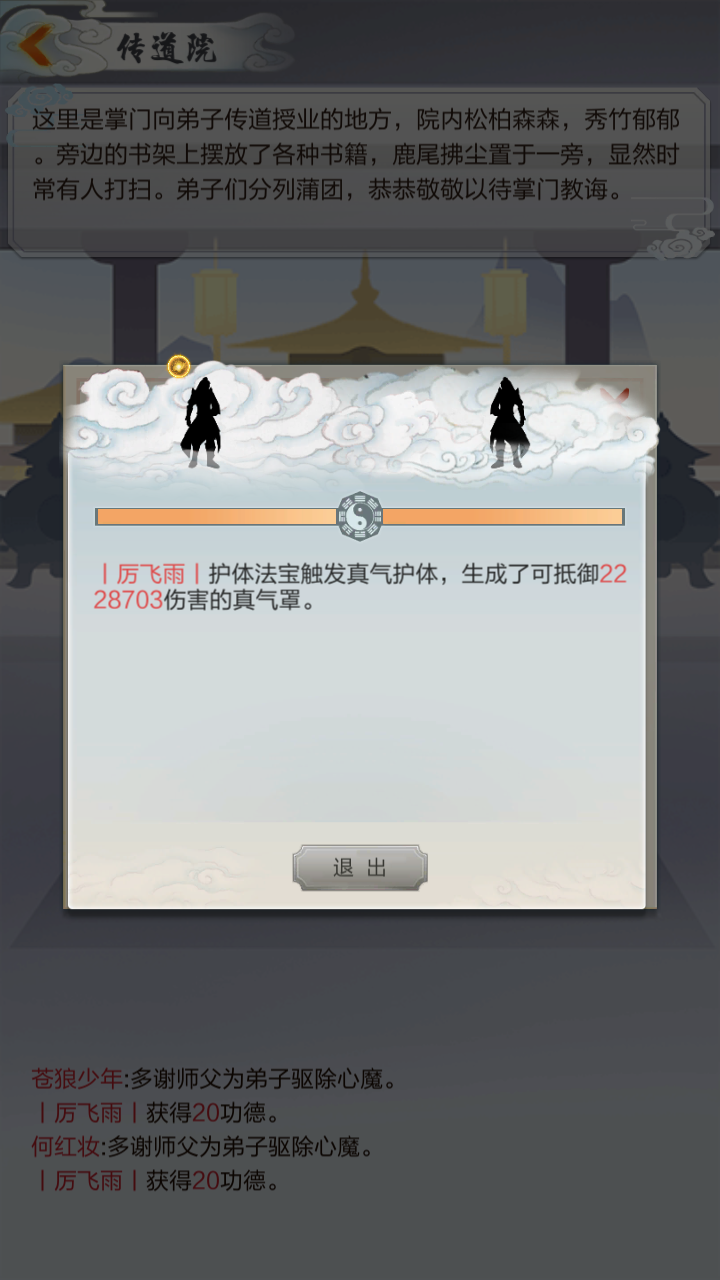 传道院
这里是掌门向弟子传道授业的地方，院内松柏森森，秀竹郁郁
。旁边的书架上摆放了各种书籍，鹿尾拂尘置于一旁，显然时
常有人打扫。弟子们分列蒲团，恭恭敬敬以待掌门教诲。
丨厉飞雨丨护体法宝触发真气护体，生成了可抵御22
28703伤害的真气罩。
退出
苍狼少年:多谢师父为弟子驱除心魔。
丨厉飞雨丨获得20功德。
何红妆:多谢师父为弟子驱除心魔。
丨厉飞雨丨获得20功德。